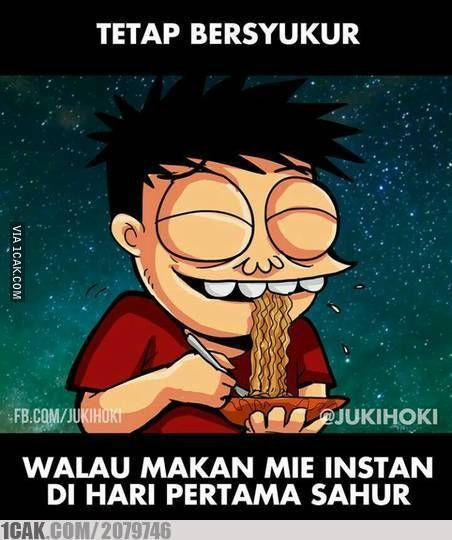 TETAP BERSYUKUR
VIA 1CAK.COM
FB.COM/JUKIHOKI
@JUKIHOKI
WALAU MAKAN MIE INSTAN
DI HARI PERTAMA SAHUR
1CAK.COM/2079746